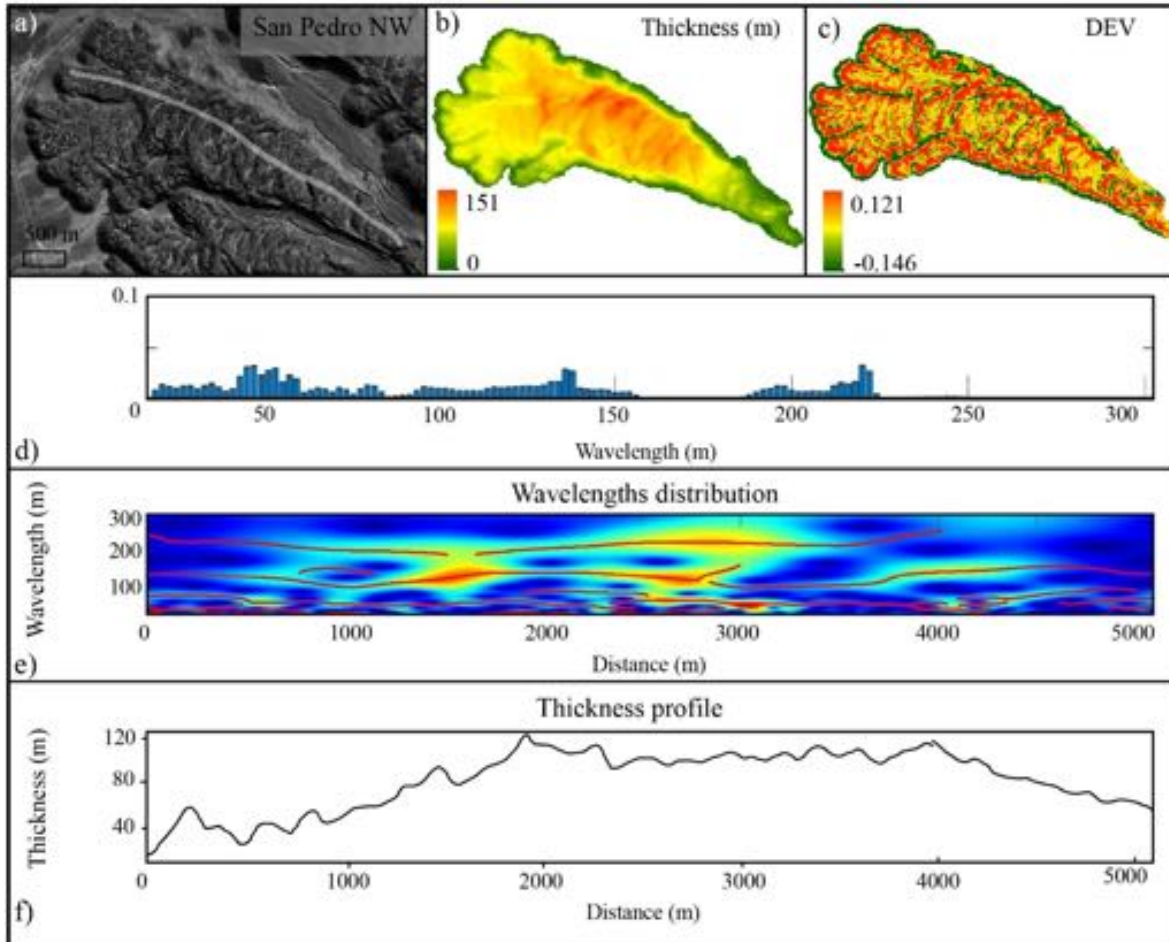 a) San Pedro NW
500 m
b) Thickness (m)
151
0
c) DEV
0.121
-0.146
0.1
0 50 100 150 200 250 300
d) Wavelength (m)
Wavelengths distribution
Wavelength (m)
300
200
100
0 1000 2000 3000 4000 5000
e) Distance (m)
Thickness profile
Thickness (m)
120
80
40
0 1000 2000 3000 4000 5000
f) Distance (m)